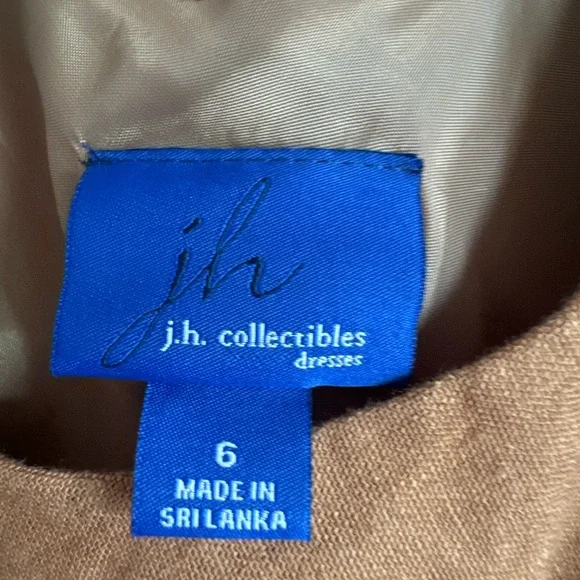 jh
j.h. collectibles
dresses
6
MADE IN
SRI LANKA